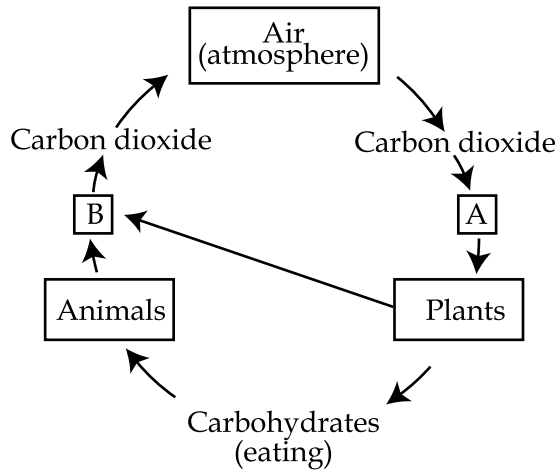 Air
(atmosphere)
Carbon dioxide
Carbon dioxide
B
A
Animals
Plants
Carbohydrates
(eating)